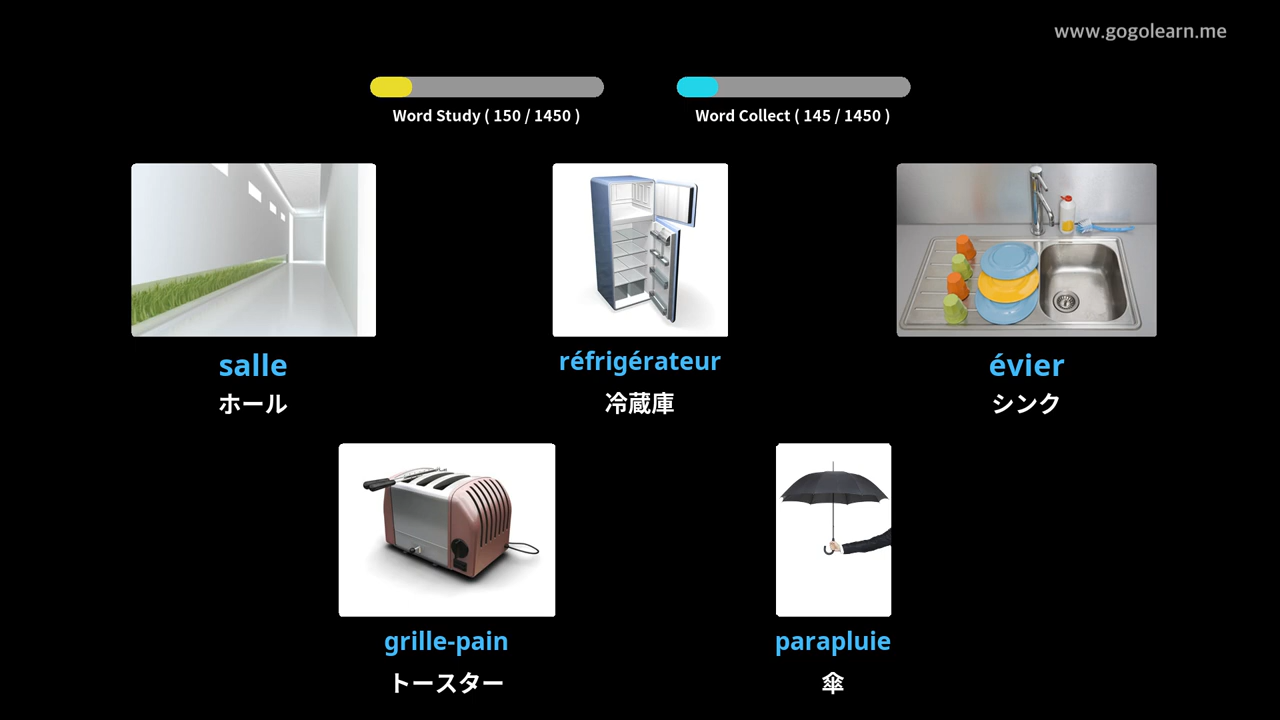 www.gogolearn.me
Word Study ( 150 / 1450 )
Word Collect ( 145 / 1450 )
salle
ホール
réfrigérateur
冷蔵庫
évier
シンク
grille-pain
トースター
parapluie
傘